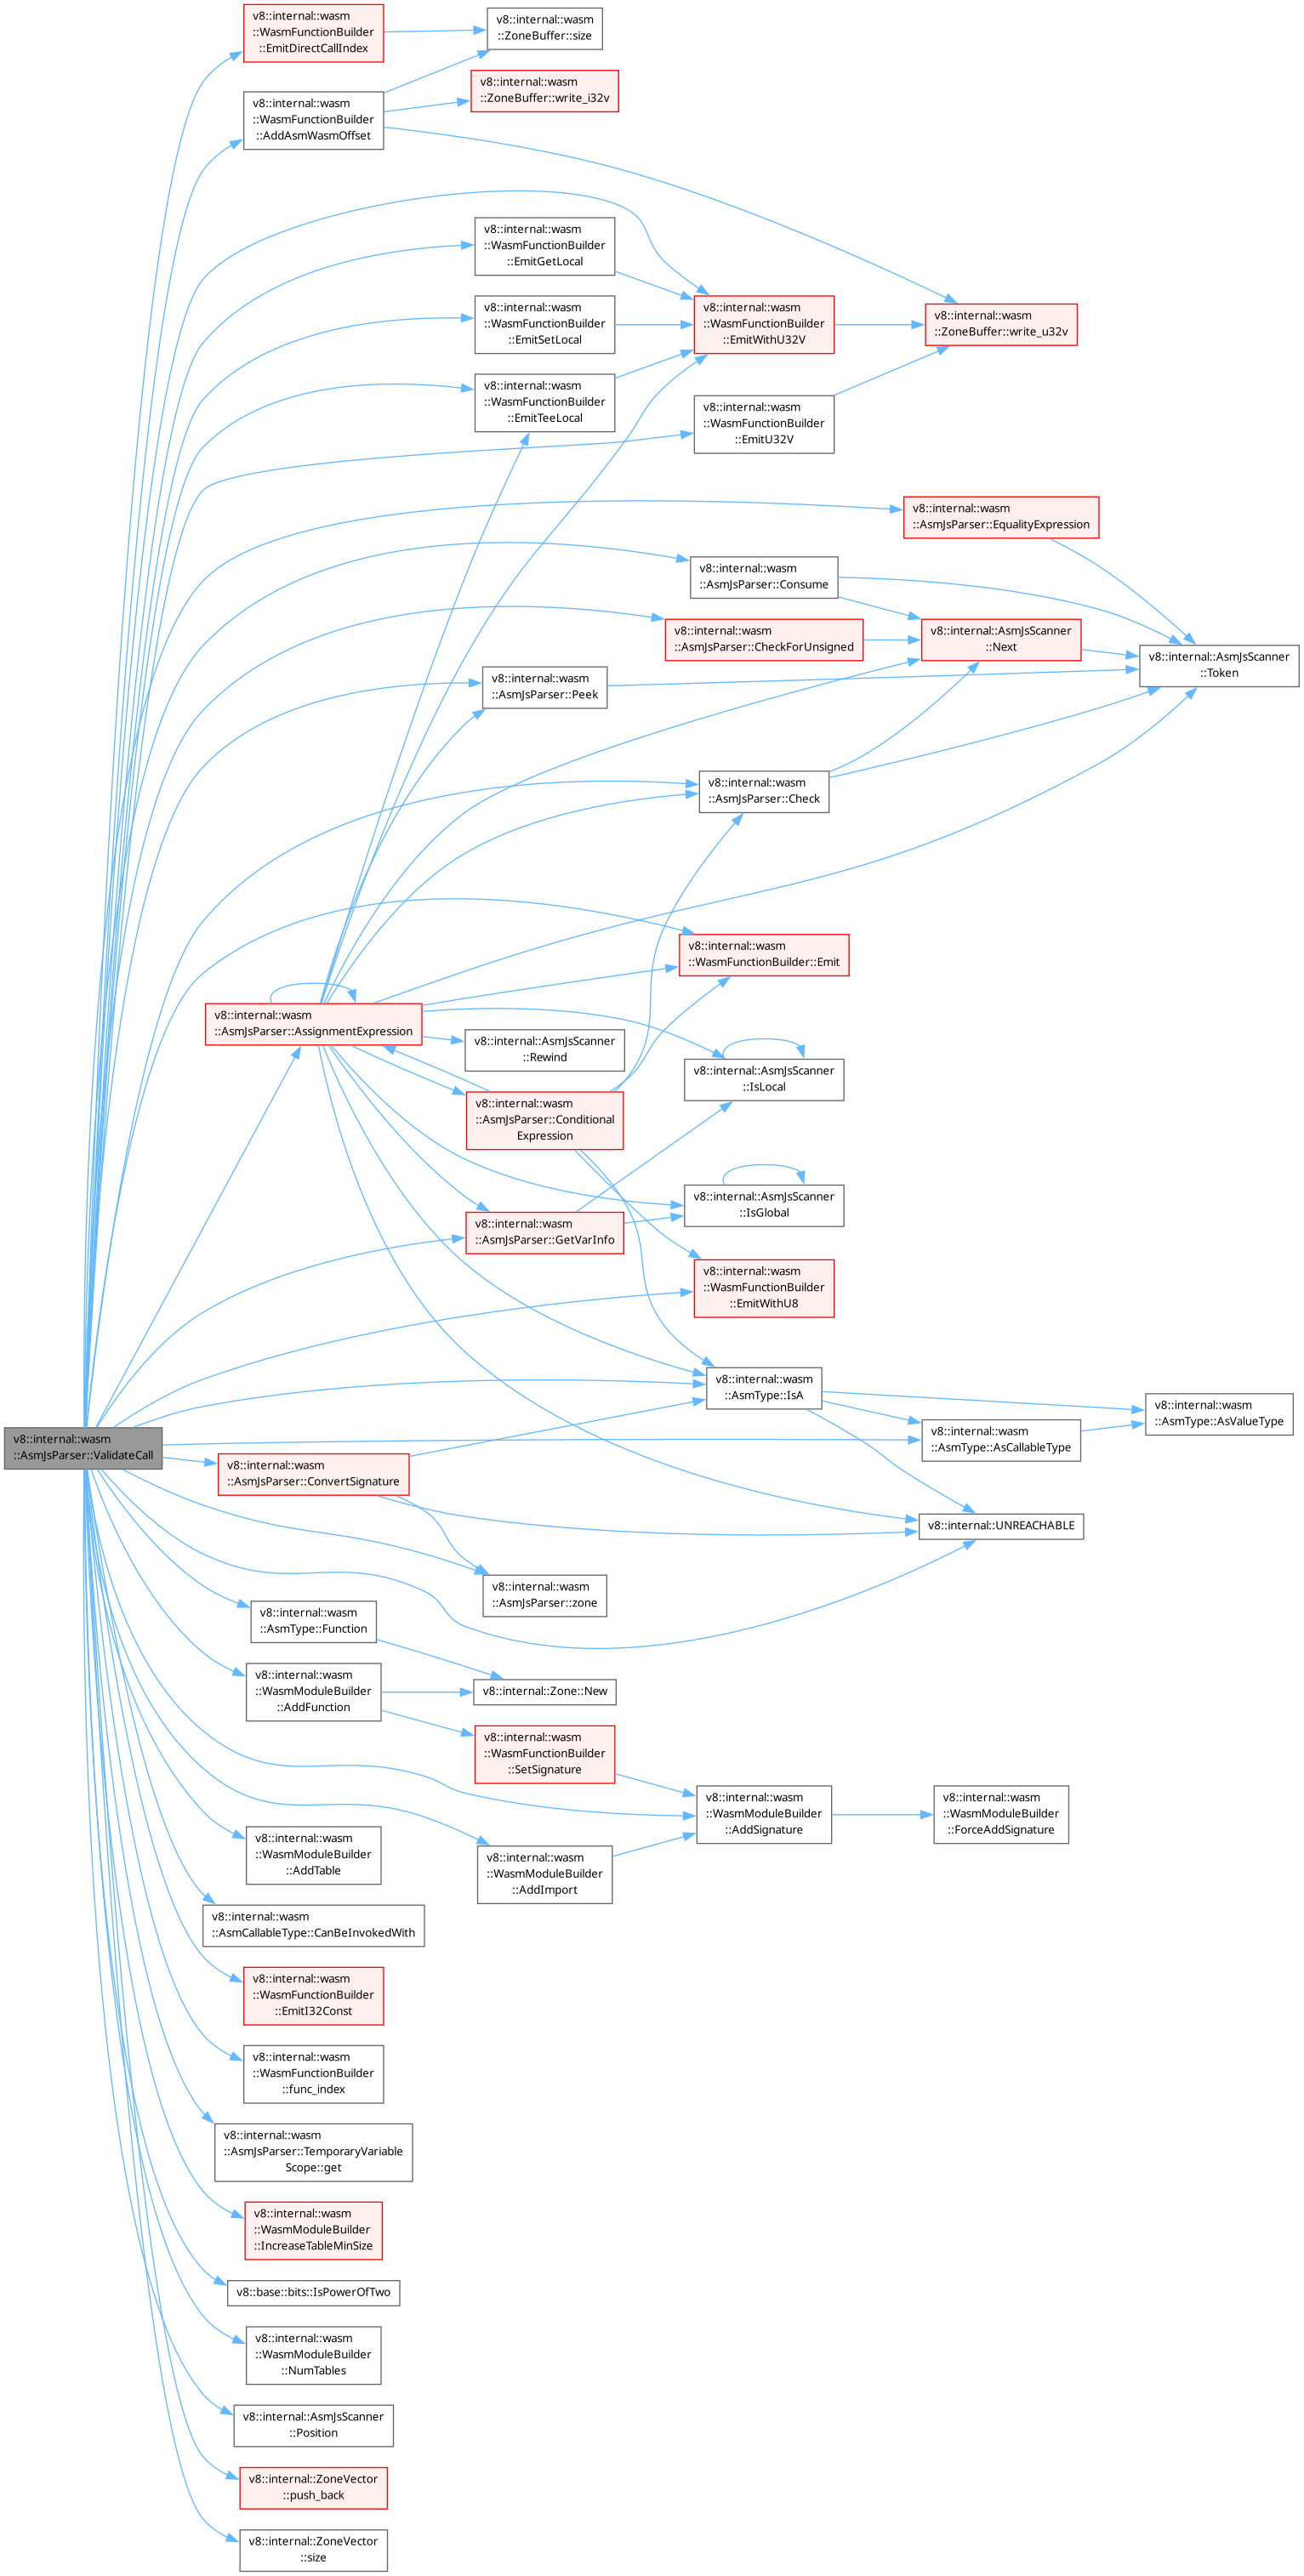 v8::internal::wasm
::WasmFunctionBuilder
::EmitDirectCallIndex
v8::internal::wasm
::ZoneBuffer::size
v8::internal::wasm
::ZoneBuffer::write_i32v
v8::internal::wasm
::WasmFunctionBuilder
::AddAsmWasmOffset
v8::internal::wasm
::WasmFunctionBuilder
::EmitGetLocal
v8::internal::wasm
::WasmFunctionBuilder
::EmitSetLocal
v8::internal::wasm
::WasmFunctionBuilder
::EmitWithU32V
v8::internal::wasm
::ZoneBuffer::write_u32v
v8::internal::wasm
::WasmFunctionBuilder
::EmitTeeLocal
v8::internal::wasm
::WasmFunctionBuilder
::EmitU32V
v8::internal::wasm
::AsmJsParser::EqualityExpression
v8::internal::wasm
::AsmJsParser::Consume
v8::internal::wasm
::AsmJsParser::CheckForUnsigned
v8::internal::AsmJsScanner
::Next
v8::internal::AsmJsScanner
::Token
v8::internal::wasm
::AsmJsParser::Peek
v8::internal::wasm
::AsmJsParser::Check
v8::internal::wasm
::WasmFunctionBuilder::Emit
v8::internal::wasm
::AsmJsParser::AssignmentExpression
v8::internal::AsmJsScanner
::Rewind
v8::internal::AsmJsScanner
::IsLocal
v8::internal::wasm
::AsmJsParser::Conditional
Expression
v8::internal::AsmJsScanner
::IsGlobal
v8::internal::wasm
::AsmJsParser::GetVarInfo
v8::internal::wasm
::WasmFunctionBuilder
::EmitWithU8
v8::internal::wasm
::AsmType::IsA
v8::internal::wasm
::AsmType::AsValueType
v8::internal::wasm
::AsmJsParser::ValidateCall
v8::internal::wasm
::AsmType::AsCallableType
v8::internal::wasm
::AsmJsParser::ConvertSignature
v8::internal::UNREACHABLE
v8::internal::wasm
::AsmJsParser::zone
v8::internal::wasm
::AsmType::Function
v8::internal::wasm
::WasmModuleBuilder
::AddFunction
v8::internal::Zone::New
v8::internal::wasm
::WasmFunctionBuilder
::SetSignature
v8::internal::wasm
::WasmModuleBuilder
::AddSignature
v8::internal::wasm
::WasmModuleBuilder
::ForceAddSignature
v8::internal::wasm
::WasmModuleBuilder
::AddTable
v8::internal::wasm
::WasmModuleBuilder
::AddImport
v8::internal::wasm
::AsmCallableType::CanBeInvokedWith
v8::internal::wasm
::WasmFunctionBuilder
::EmitI32Const
v8::internal::wasm
::WasmFunctionBuilder
::func_index
v8::internal::wasm
::AsmJsParser::TemporaryVariable
Scope::get
v8::internal::wasm
::WasmModuleBuilder
::IncreaseTableMinSize
v8::base::bits::IsPowerOfTwo
v8::internal::wasm
::WasmModuleBuilder
::NumTables
v8::internal::AsmJsScanner
::Position
v8::internal::ZoneVector
::push_back
v8::internal::ZoneVector
::size